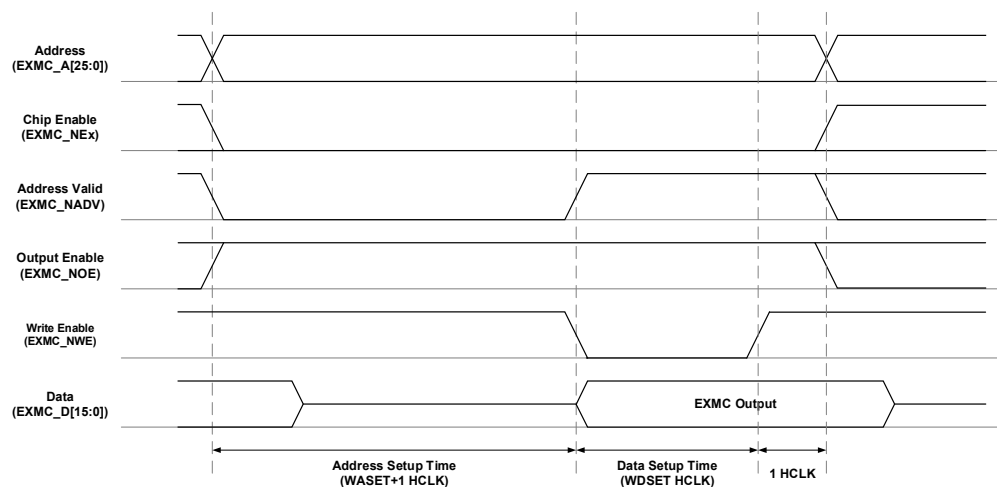 Address
(EXMC_A[25:0])
Chip Enable
(EXMC_NEx)
Address Valid
(EXMC_NADV)
Output Enable
(EXMC_NOE)
Write Enable
(EXMC_NWE)
Data
(EXMC_D[15:0])
EXMC Output
Address Setup Time
(WASET+1 HCLK)
Data Setup Time
(WDSET HCLK)
1 HCLK